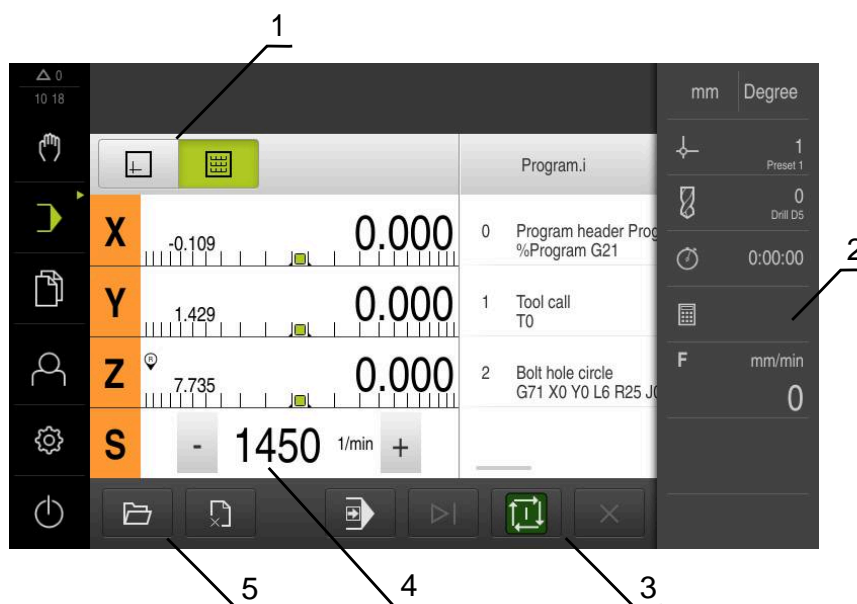 1
0
10 18
mm Degree
1
Preset 1
Program.i
0
Drill D5
X -0.109 0.000
0 Program header Prog
%Program G21
0:00:00
2
Y 1.429 0.000
1 Tool call
T0
Z R 7.735 0.000
2 Bolt hole circle
G71 X0 Y0 L6 R25 J0
F mm/min
0
S - 1450 1/min +
5 4 3